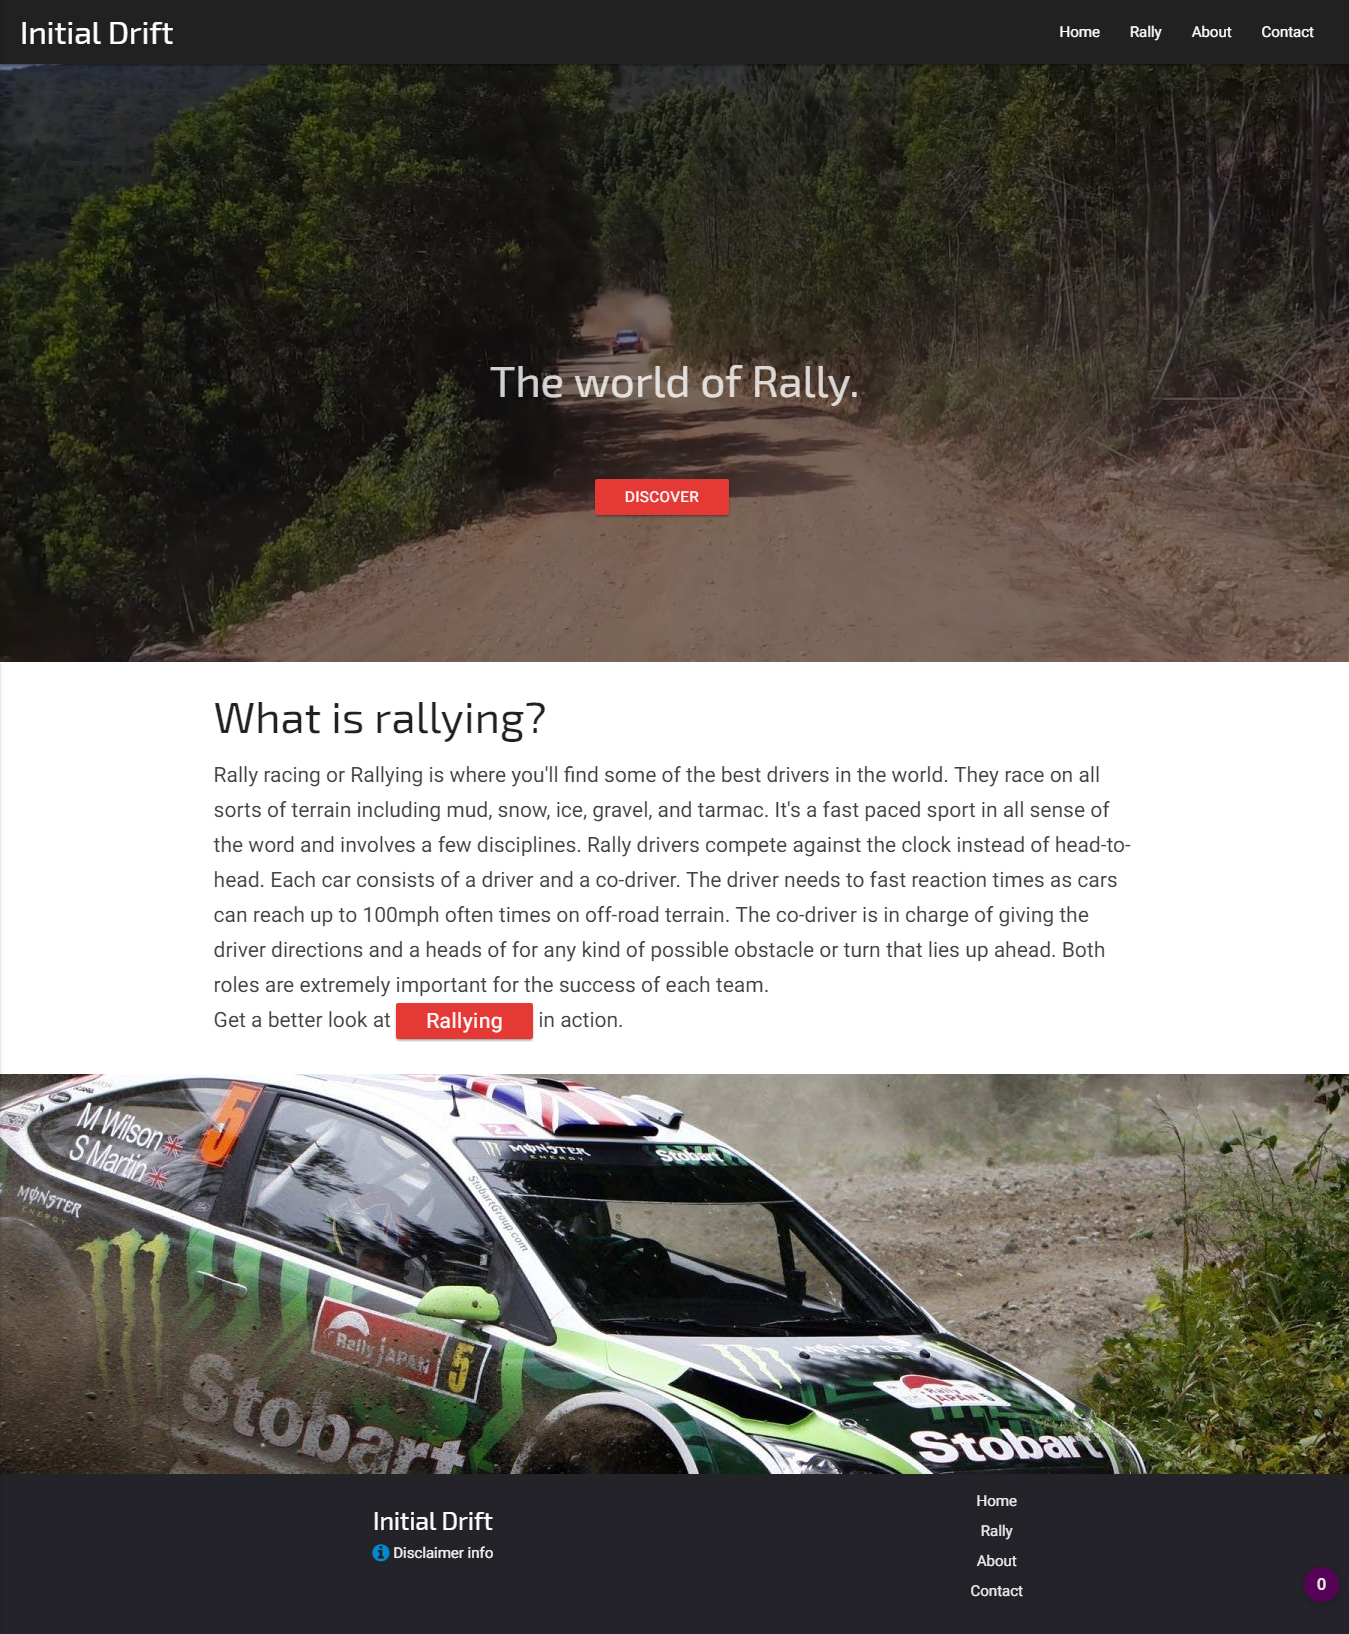 Initial Drift
Home Rally About Contact
The world of Rally.
DISCOVER
What is rallying?
Rally racing or Rallying is where you'll find some of the best drivers in the world. They race on all
sorts of terrain including mud, snow, ice, gravel, and tarmac. It's a fast paced sport in all sense of
the word and involves a few disciplines. Rally drivers compete against the clock instead of head-to-
head. Each car consists of a driver and a co-driver. The driver needs to fast reaction times as cars
can reach up to 100mph often times on off-road terrain. The co-driver is in charge of giving the
driver directions and a heads of for any kind of possible obstacle or turn that lies up ahead. Both
roles are extremely important for the success of each team.
Get a better look at Rallying in action.
M Wilson
S Martin
5
MONSTER
ENERGY
MONSTER
ENERGY
Stobart
StobartGroup.com
Rally JAPAN 5
Stobart
MONSTER
Rally
JAPAN 5
Stobart
Initial Drift
Disclaimer info
Home
Rally
About
Contact
0